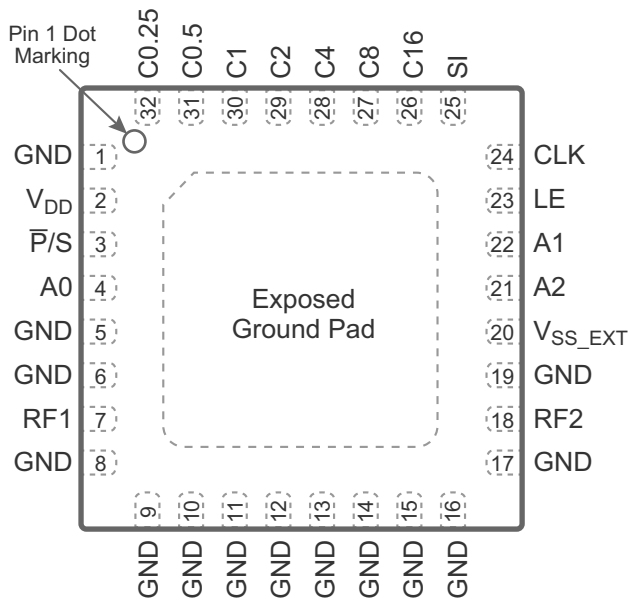 Pin 1 Dot
Marking
C0.25
C0.5
C1
C2
C4
C8
C16
SI
32
31
30
29
28
27
26
25
GND 1
V_DD 2
P̅/S 3
A0 4
GND 5
GND 6
RF1 7
GND 8
24 CLK
23 LE
22 A1
21 A2
20 V_SS_EXT
19 GND
18 RF2
17 GND
Exposed
Ground Pad
9
10
11
12
13
14
15
16
GND
GND
GND
GND
GND
GND
GND
GND